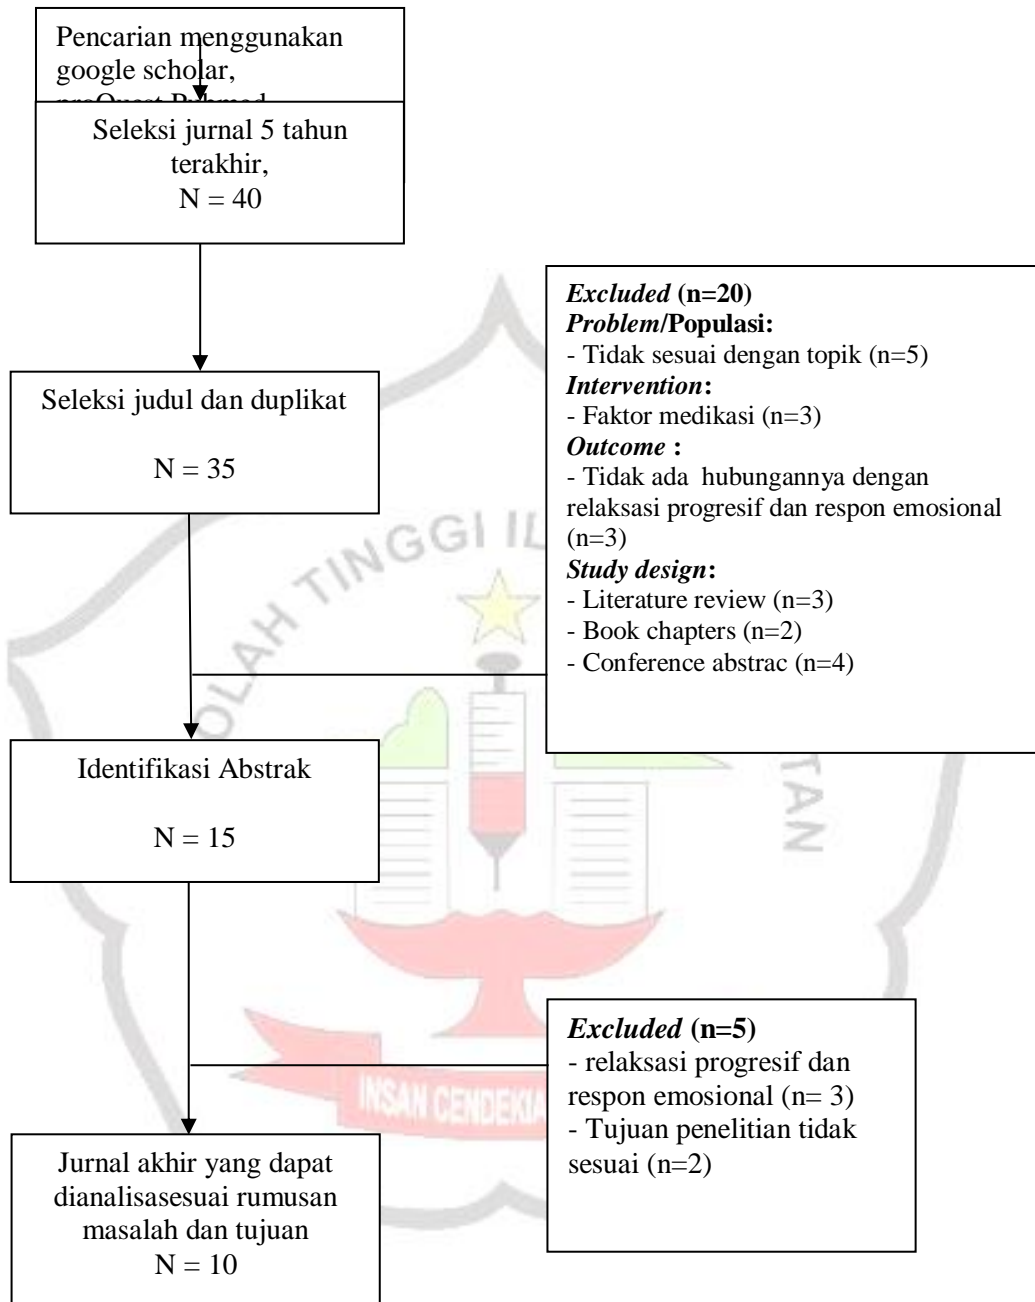 Pencarian menggunakan
google scholar,
Seleksi jurnal 5 tahun
terakhir,
N = 40
Excluded (n=20)
Problem/Populasi:
- Tidak sesuai dengan topik (n=5)
Intervention:
- Faktor medikasi (n=3)
Outcome :
- Tidak ada hubungannya dengan
relaksasi progresif dan respon emosional
(n=3)
Study design:
- Literature review (n=3)
- Book chapters (n=2)
- Conference abstrac (n=4)
Seleksi judul dan duplikat
N = 35
Identifikasi Abstrak
N = 15
Excluded (n=5)
- relaksasi progresif dan
respon emosional (n= 3)
- Tujuan penelitian tidak
sesuai (n=2)
Jurnal akhir yang dapat
dianalisasesuai rumusan
masalah dan tujuan
N = 10
OLAH TINGGI IL
TAN
INSAN CENDEKIA